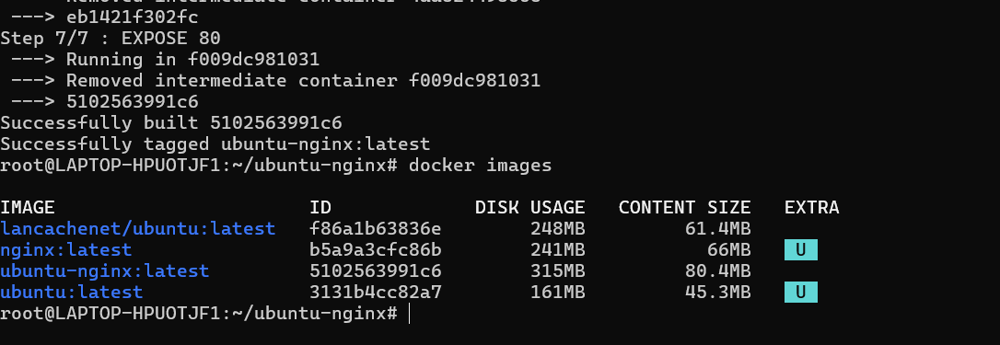 ---> eb1421f302fc
Step 7/7 : EXPOSE 80
---> Running in f009dc981031
---> Removed intermediate container f009dc981031
---> 5102563991c6
Successfully built 5102563991c6
Successfully tagged ubuntu-nginx:latest
root@LAPTOP-HPUOTJF1:~/ubuntu-nginx# docker images
IMAGE ID DISK USAGE CONTENT SIZE EXTRA
lancachenet/ubuntu:latest f86a1b63836e 248MB 61.4MB
nginx:latest b5a9a3cfc86b 241MB 66MB U
ubuntu-nginx:latest 5102563991c6 315MB 80.4MB
ubuntu:latest 3131b4cc82a7 161MB 45.3MB U
root@LAPTOP-HPUOTJF1:~/ubuntu-nginx#